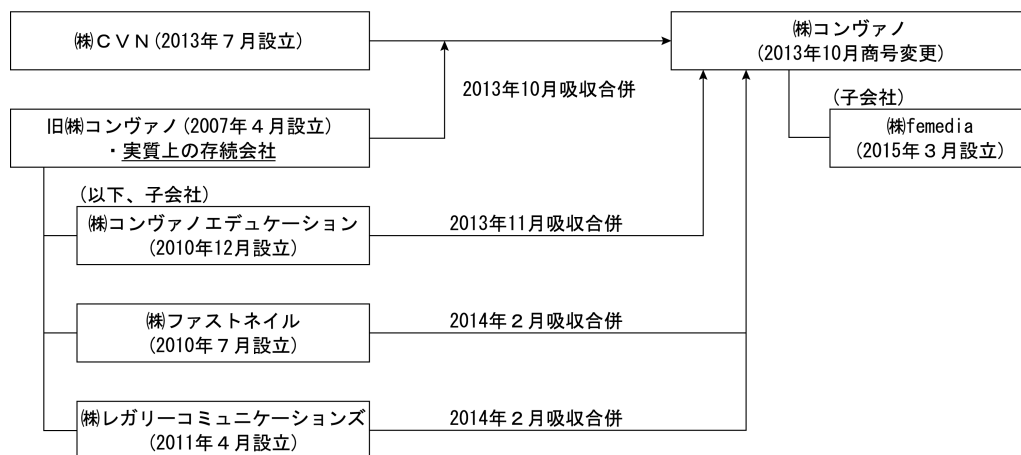 ㈱ＣＶＮ(2013年７月設立)
㈱コンヴァノ
(2013年10月商号変更)
2013年10月吸収合併
(子会社)
旧㈱コンヴァノ(2007年４月設立)
・実質上の存続会社
㈱femedia
(2015年３月設立)
(以下、子会社)
㈱コンヴァノエデュケーション
(2010年12月設立)
2013年11月吸収合併
㈱ファストネイル
(2010年７月設立)
2014年２月吸収合併
㈱レガリーコミュニケーションズ
(2011年４月設立)
2014年２月吸収合併